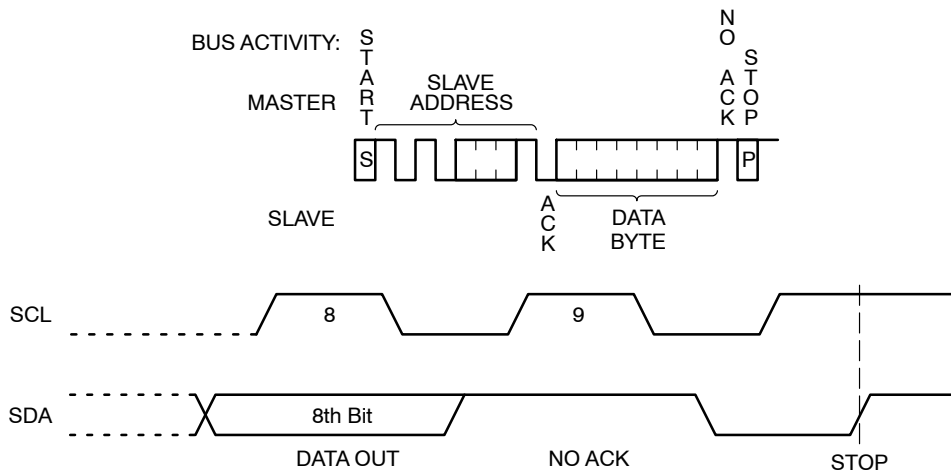 BUS ACTIVITY:
MASTER
START
SLAVE
ADDRESS
NO ACK
STOP
S
P
SLAVE
ACK
DATA
BYTE
SCL
8
9
SDA
8th Bit
DATA OUT
NO ACK
STOP